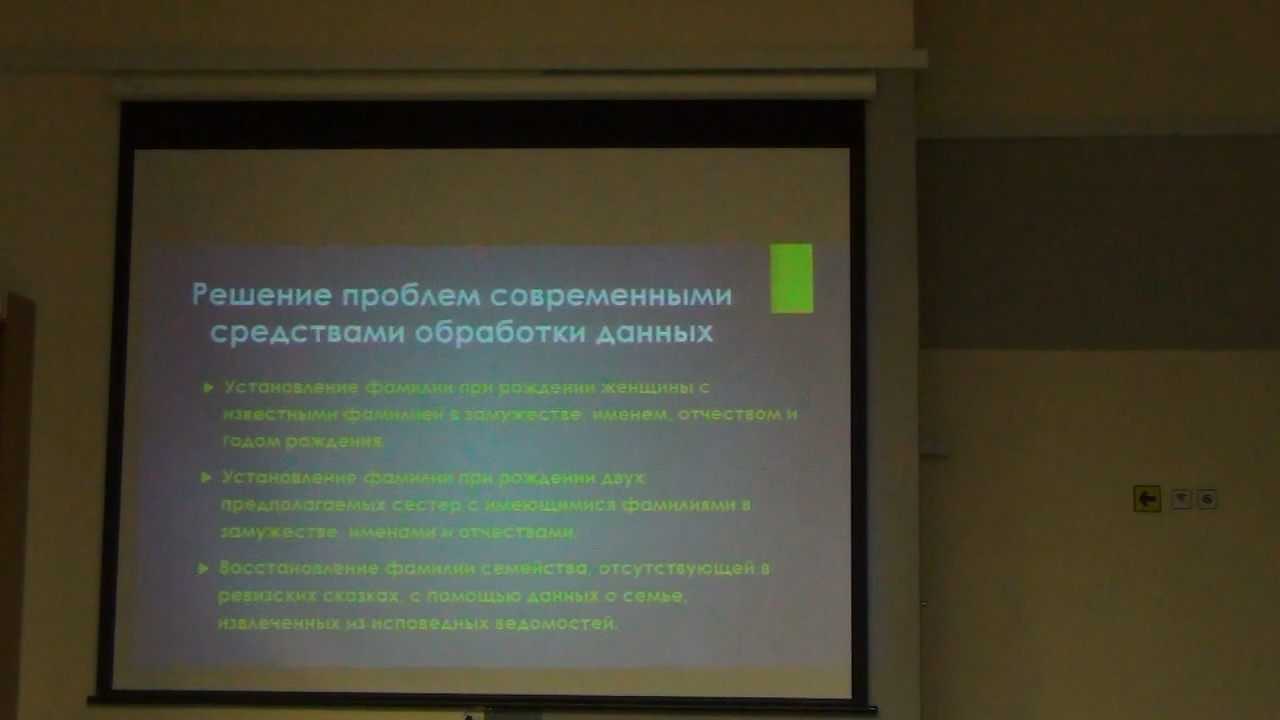 Решение проблем современными
средствами обработки данных
Установление фамилии при рождении женщины с
известными фамилией в замужестве, именем, отчеством и
годом рождения.
Установление фамилии при рождении двух
предполагаемых сестер с имеющимися фамилиями в
замужестве, именами и отчествами.
Восстановление фамилии семейства, отсутствующей в
ревизских сказках, с помощью данных о семье,
извлеченных из исповедных ведомостей.